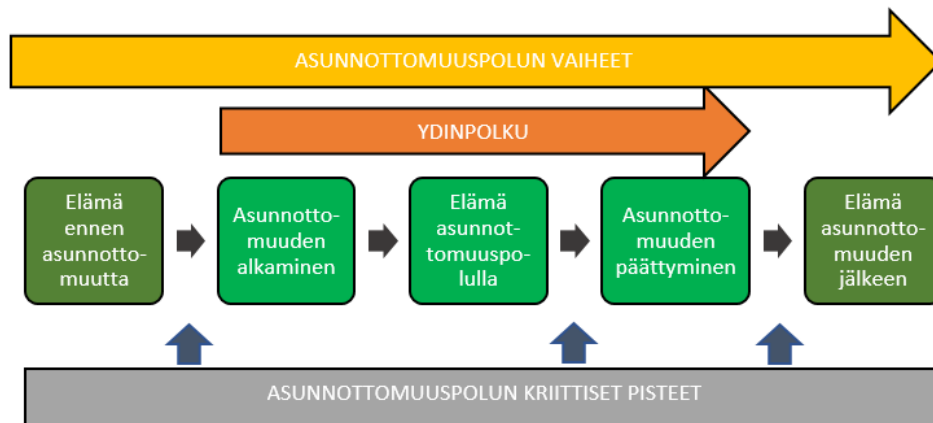 ASUNNOTTOMUUSPOLUN VAIHEET
YDINPOLKU
Elämä
ennen
asunnotto-
muutta
Asunnotto-
muuden
alkaminen
Elämä
asunnot-
tomuuspo-
lulla
Asunnotto-
muuden
päättyminen
Elämä
asunnotto-
muuden
jälkeen
ASUNNOTTOMUUSPOLUN KRIITTISET PISTEET